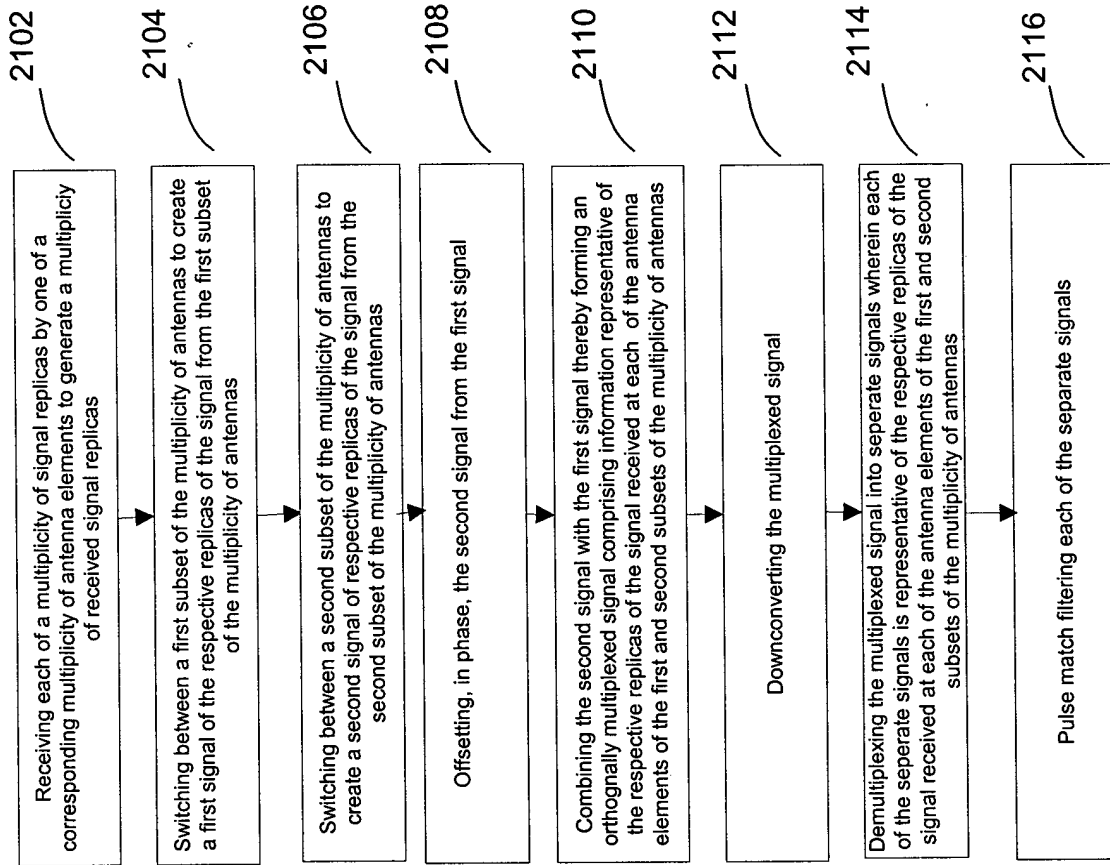 2102
Receiving each of a multiplicity of signal replicas by one of a
corresponding multiplicity of antenna elements to generate a multipliciy
of received signal replicas
2104
Switching between a first subset of the multiplicity of antennas to create
a first signal of the respective replicas of the signal from the first subset
of the multiplicity of antennas
2106
Switching between a second subset of the multiplicity of antennas to
create a second signal of respective replicas of the signal from the
second subset of the multiplicity of antennas
2108
Offsetting, in phase, the second signal from the first signal
2110
Combining the second signal with the first signal thereby forming an
orthognally multiplexed signal comprising information representative of
the respective replicas of the signal received at each of the antenna
elements of the first and second subsets of the multiplicity of antennas
2112
Downconverting the multiplexed signal
2114
Demultiplexing the multiplexed signal into seperate signals wherein each
of the seperate signals is representative of the respective replicas of the
signal received at each of the antenna elements of the first and second
subsets of the multiplicity of antennas
2116
Pulse match filtering each of the separate signals